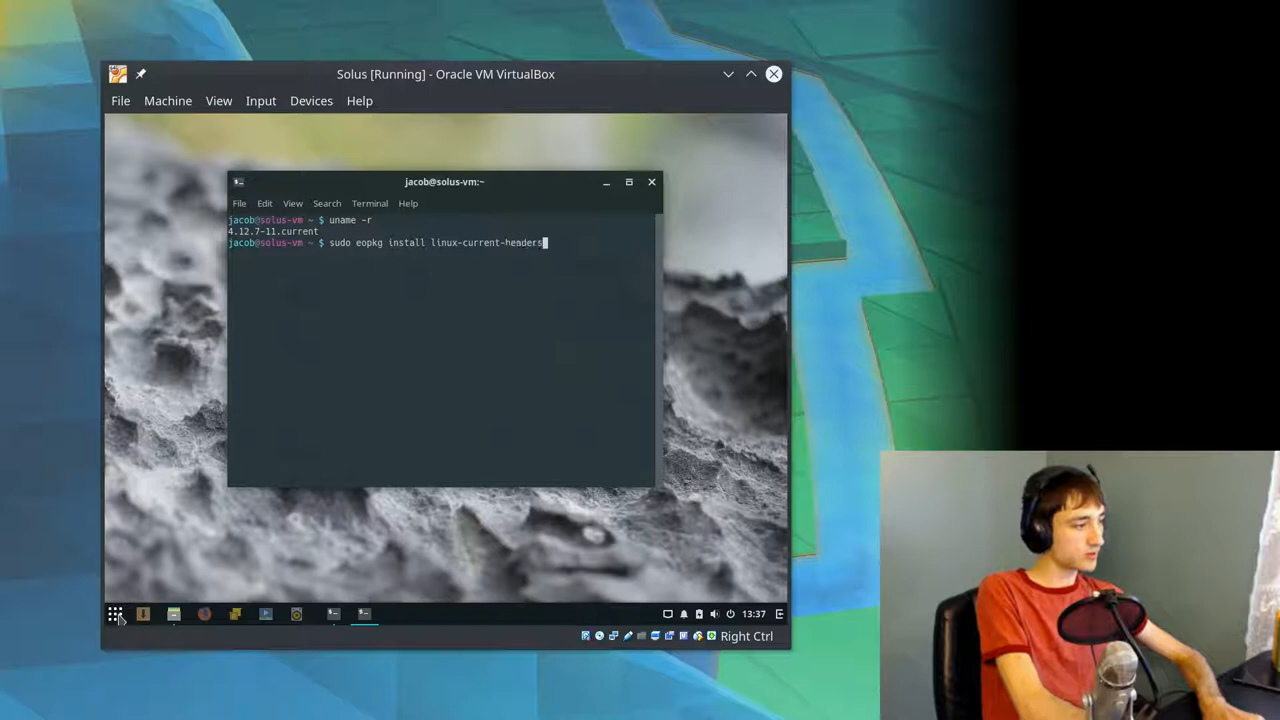 Solus [Running] - Oracle VM VirtualBox
File Machine View Input Devices Help
jacob@solus-vm:~
File Edit View Search Terminal Help
jacob@solus-vm ~ $ uname -r
4.12.7-11.current
jacob@solus-vm ~ $ sudo eopkg install linux-current-headers
13:37
Right Ctrl